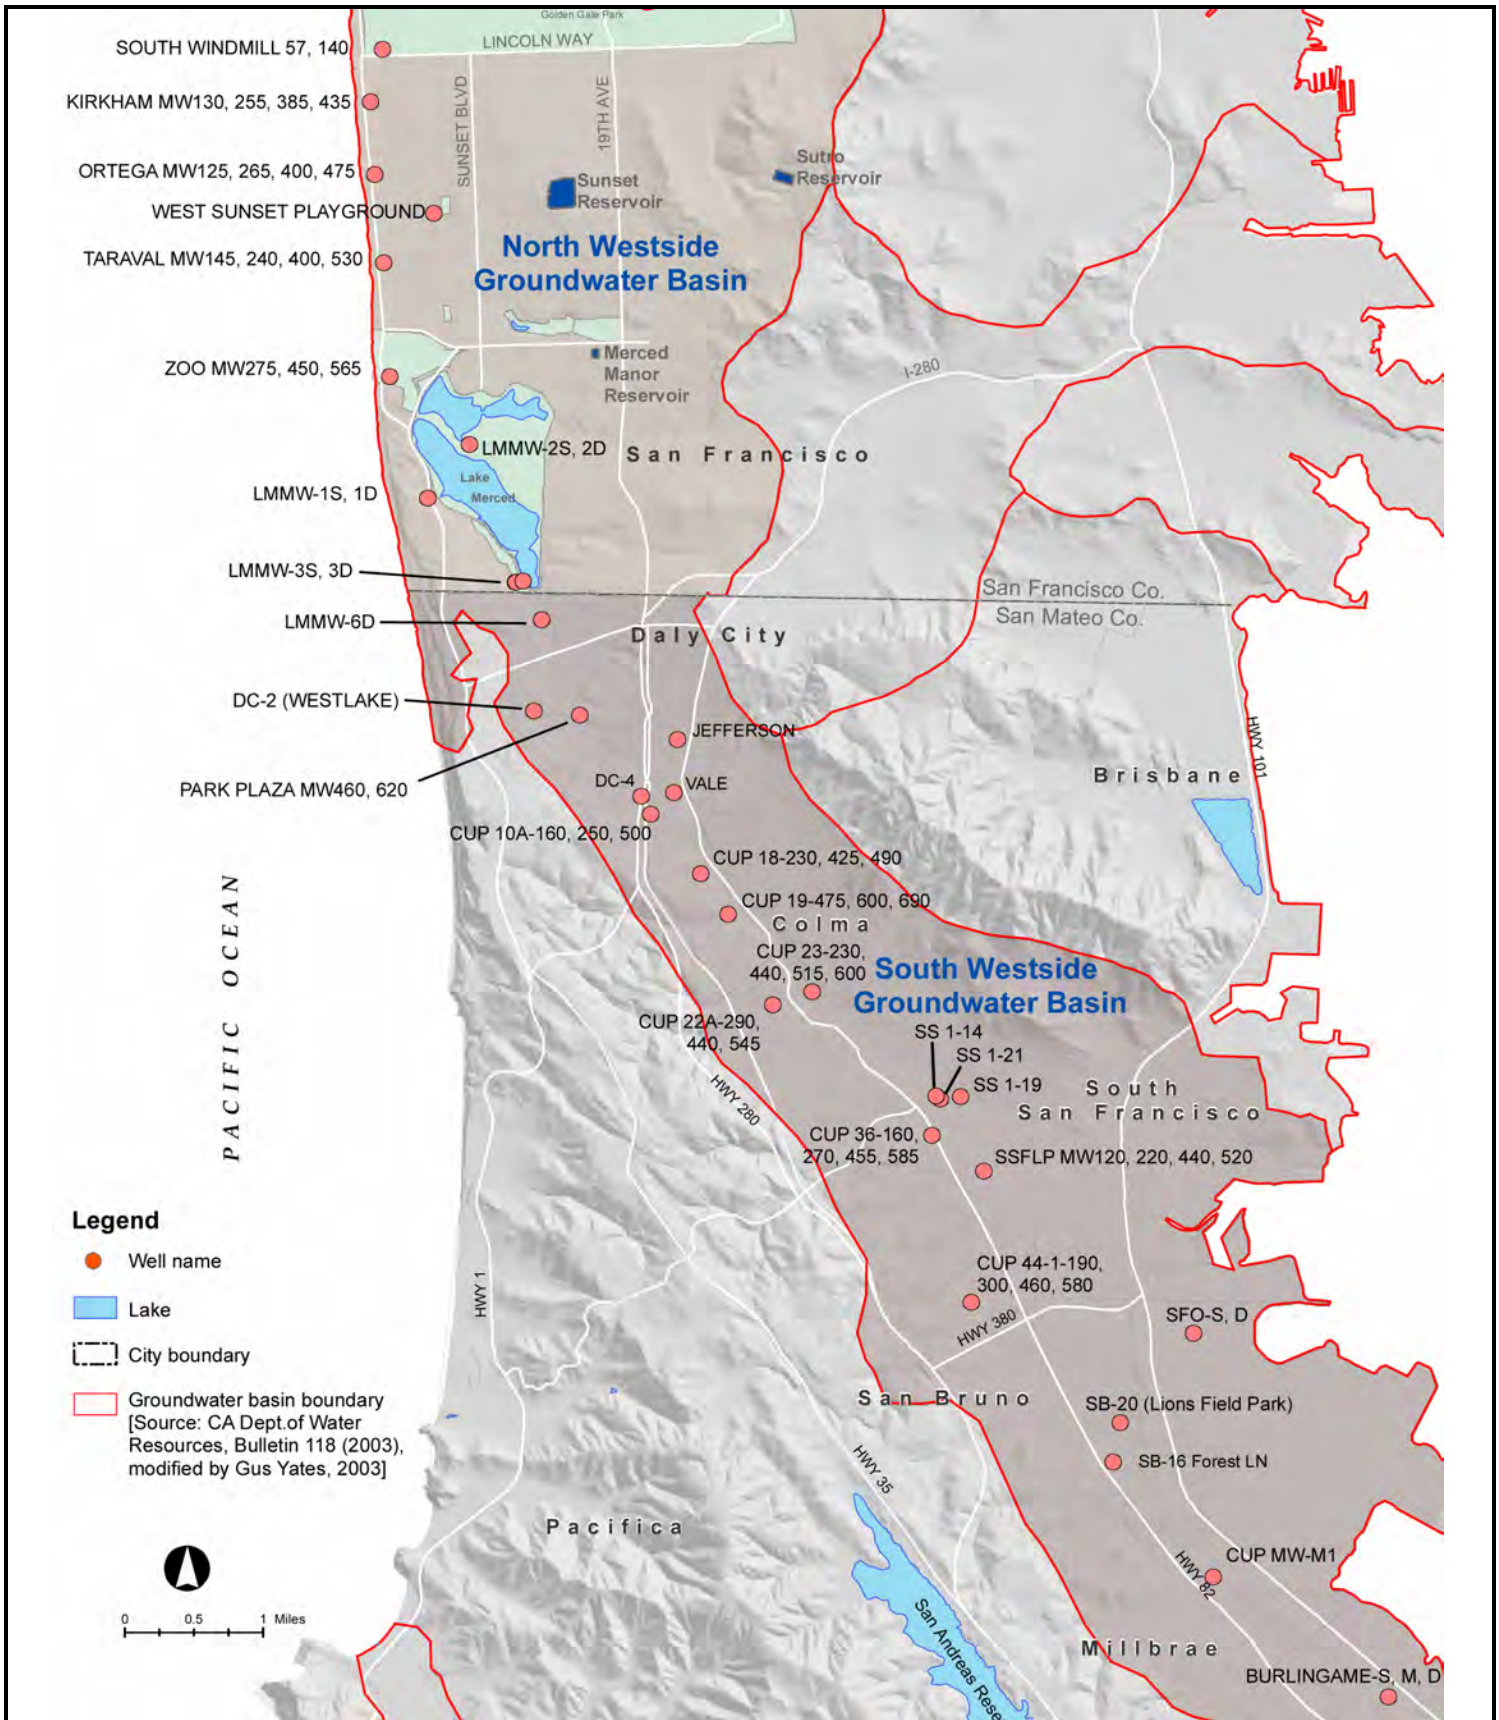 Golden Gate Park
LINCOLN WAY
SOUTH WINDMILL 57, 140
SUNSET BLVD
19TH AVE
KIRKHAM MW130, 255, 385, 435
ORTEGA MW125, 265, 400, 475
Sutro
Reservoir
Sunset
Reservoir
WEST SUNSET PLAYGROUND
North Westside
Groundwater Basin
TARAVAL MW145, 240, 400, 530
Merced
Manor
Reservoir
ZOO MW275, 450, 565
I-280
LMMW-2S, 2D
San Francisco
Lake
Merced
LMMW-1S, 1D
LMMW-3S, 3D
San Francisco Co.
San Mateo Co.
LMMW-6D
Daly City
DC-2 (WESTLAKE)
JEFFERSON
HWY 101
PARK PLAZA MW460, 620
DC-4
VALE
Brisbane
CUP 10A-160, 250, 500
CUP 18-230, 425, 490
CUP 19-475, 600, 690
Colma
CUP 23-230,
440, 515, 600
South Westside
Groundwater Basin
CUP 22A-290,
440, 545
PACIFIC OCEAN
SS 1-14
SS 1-21
SS 1-19
South
San Francisco
HWY 280
CUP 36-160,
270, 455, 585
SSFLP MW120, 220, 440, 520
CUP 44-1-190,
300, 460, 580
HWY 380
SFO-S, D
HWY 1
San Bruno
SB-20 (Lions Field Park)
SB-16 Forest LN
HWY 35
Pacifica
CUP MW-M1
HWY 82
San Andreas Rese
Millbrae
BURLINGAME-S, M, D
Legend
Well name
Lake
City boundary
Groundwater basin boundary
[Source: CA Dept.of Water
Resources, Bulletin 118 (2003),
modified by Gus Yates, 2003]
0 0.5 1 Miles